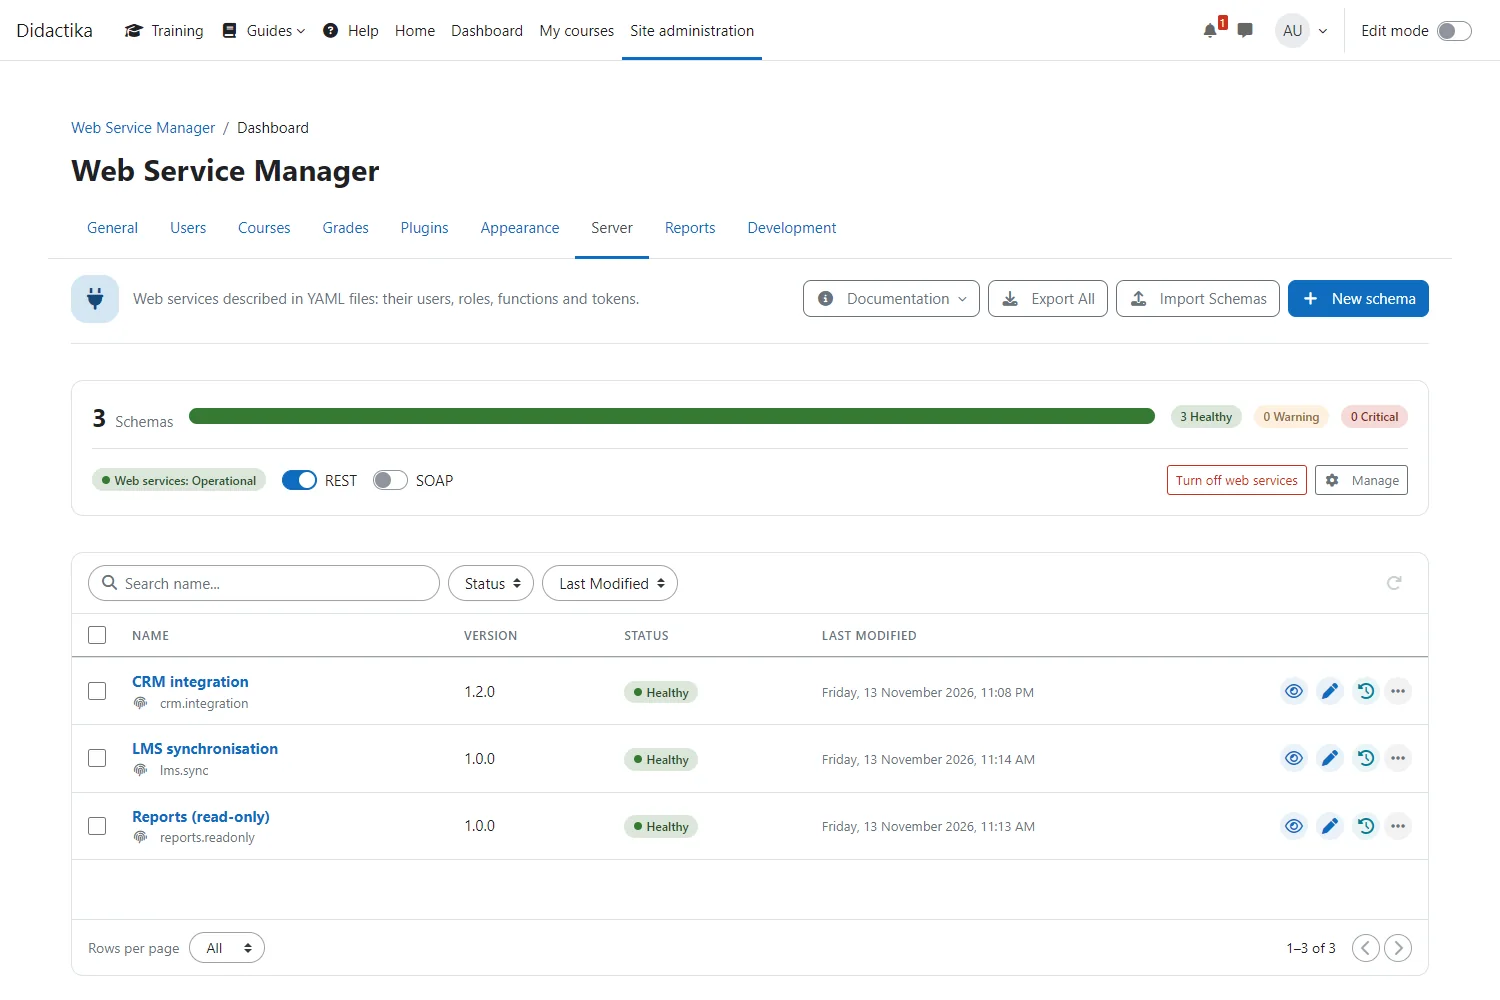 Didactika Training Guides Help Home Dashboard My courses Site administration 1 AU Edit mode
Web Service Manager / Dashboard
Web Service Manager
General Users Courses Grades Plugins Appearance Server Reports Development
Web services described in YAML files: their users, roles, functions and tokens. Documentation Export All Import Schemas New schema
3 Schemas 3 Healthy 0 Warning 0 Critical
Web services: Operational REST SOAP Turn off web services Manage
Search name... Status Last Modified
NAME VERSION STATUS LAST MODIFIED
CRM integration
crm.integration
1.2.0 Healthy Friday, 13 November 2026, 11:08 PM
LMS synchronisation
lms.sync
1.0.0 Healthy Friday, 13 November 2026, 11:14 AM
Reports (read-only)
reports.readonly
1.0.0 Healthy Friday, 13 November 2026, 11:13 AM
Rows per page All 1–3 of 3